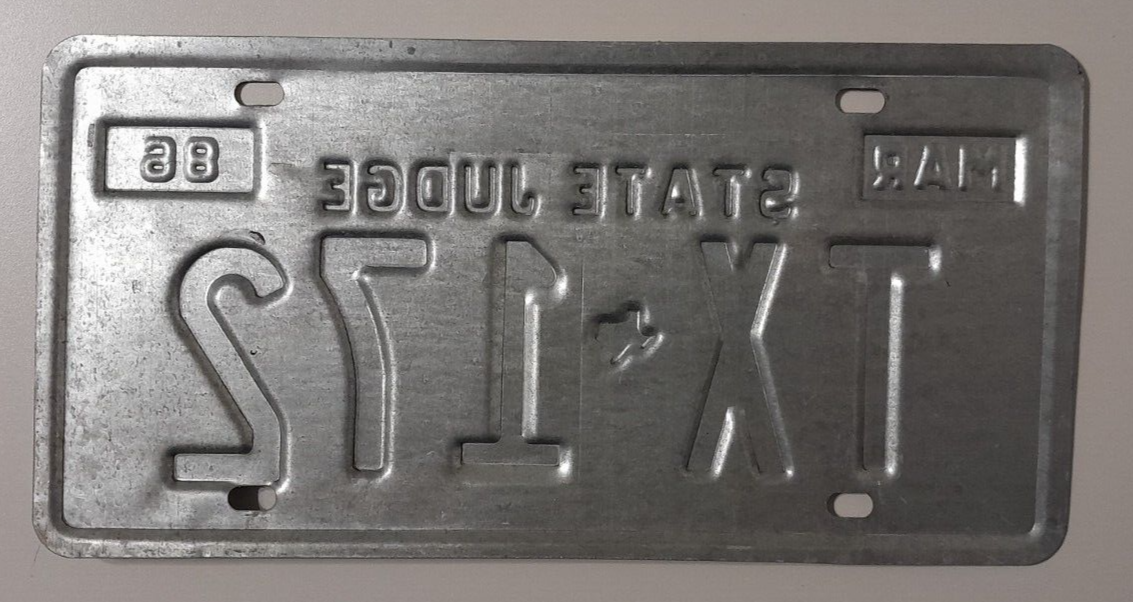 MAR 86
STATE JUDGE
TX 172